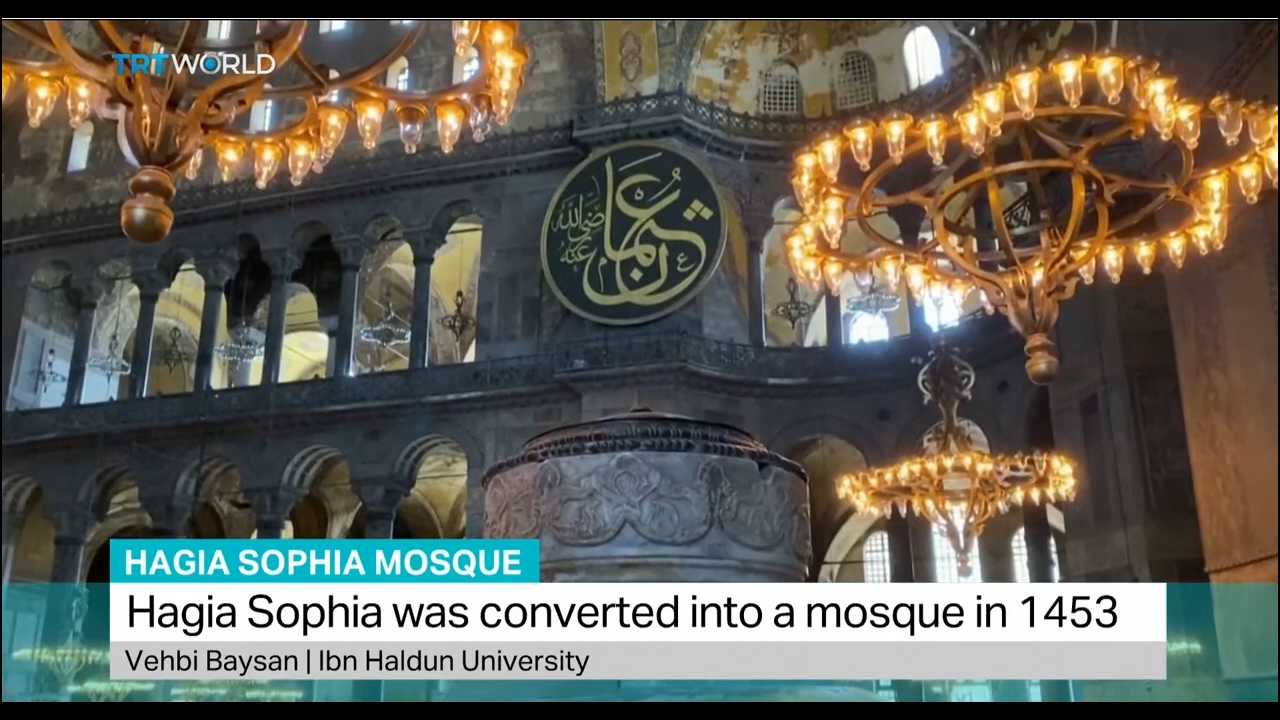 TRT WORLD
عثمان رضى الله عنه
HAGIA SOPHIA MOSQUE
Hagia Sophia was converted into a mosque in 1453
Vehbi Baysan | Ibn Haldun University